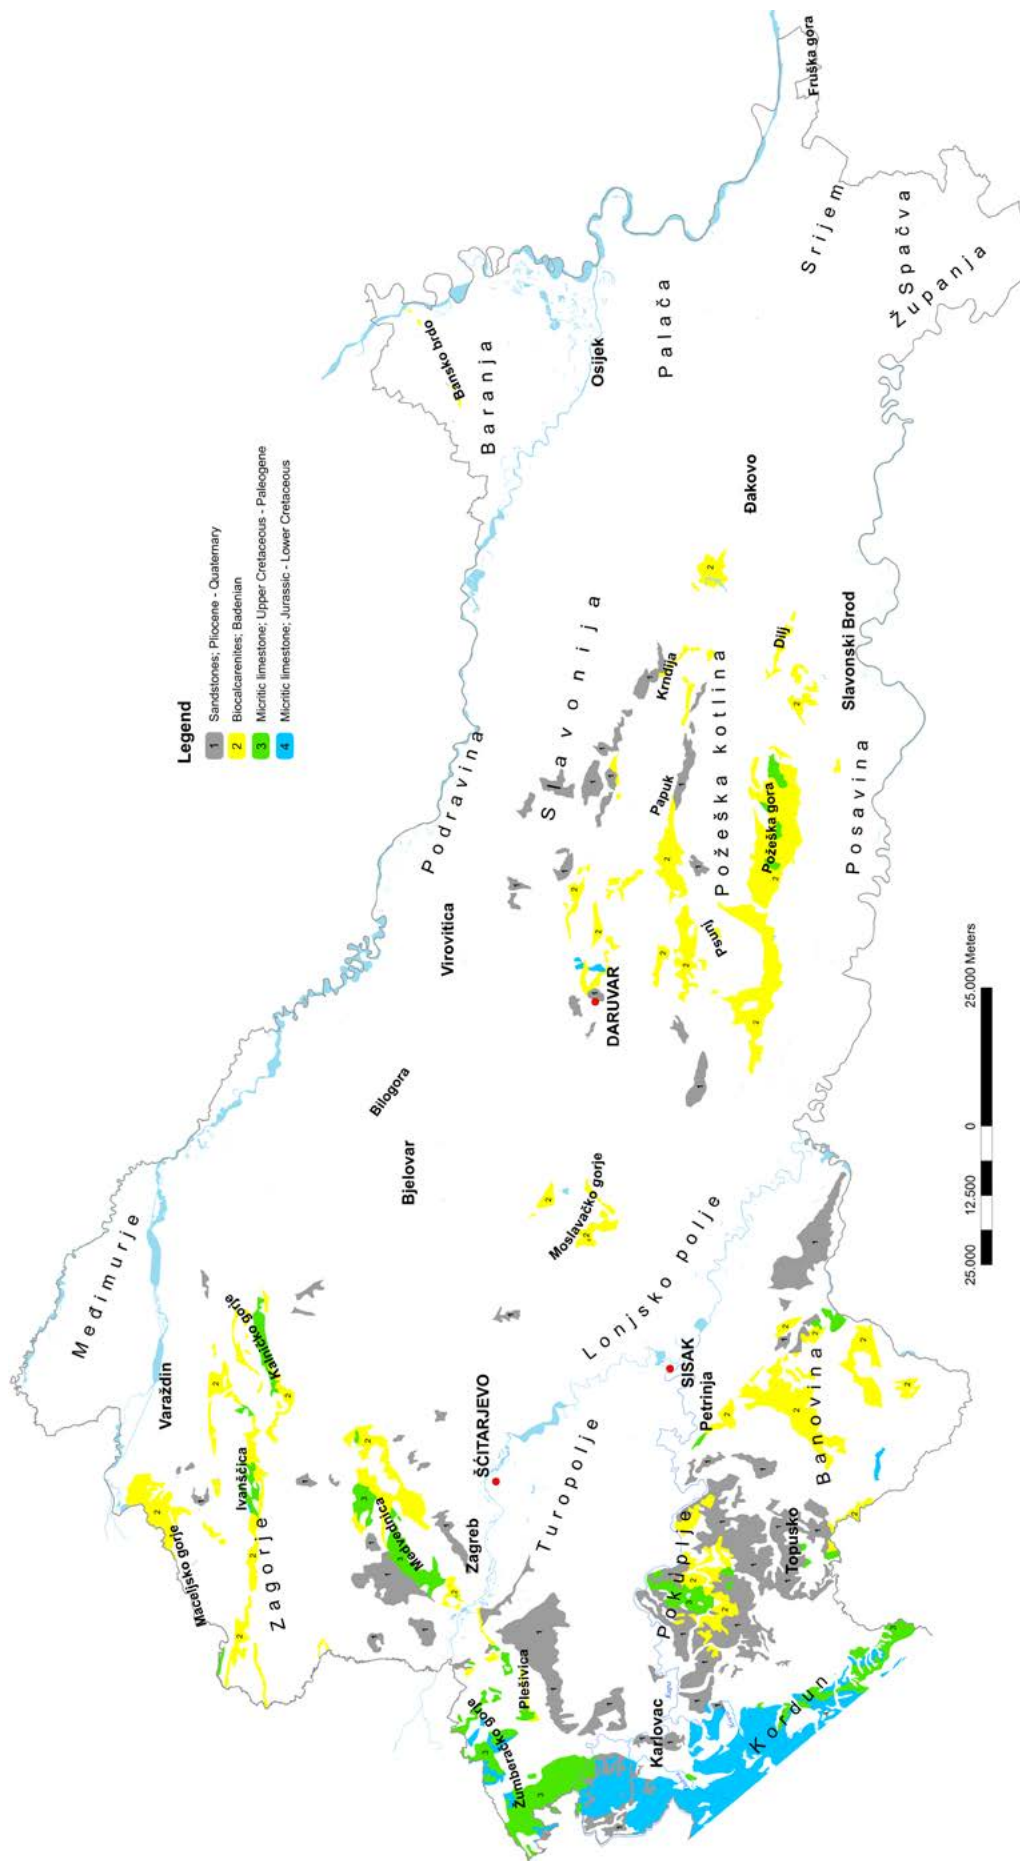 Legend
1 Sandstones; Pliocene - Quaternary
2 Biocalcarenites; Badenian
3 Micritic limestone; Upper Cretaceous - Paleogene
4 Micritic limestone; Jurassic - Lower Cretaceous
Međimurje
Varaždin
Maceljsko gorje
Ivanščica
Kalničko gorje
Zagorje
Medvednica
Zagreb
ŠĆITARJEVO
Bjelovar
Bilogora
Virovitica
Podravina
Baranja
Bansko brdo
Osijek
Palača
Srijem
Fruška gora
Spačva
Županja
Đakovo
Slavonija
Krndija
Papuk
Požeška kotlina
Dilj
Slavonski Brod
Požeška gora
Posavina
Psunj
DARUVAR
Moslavačko gorje
Lonjsko polje
SISAK
Petrinja
Banovina
Turopolje
Pokuplje
Topusko
Plešivica
Žumberačko gorje
Karlovac
Kupa
Kordun
25.000
12.500
0
25.000 Meters